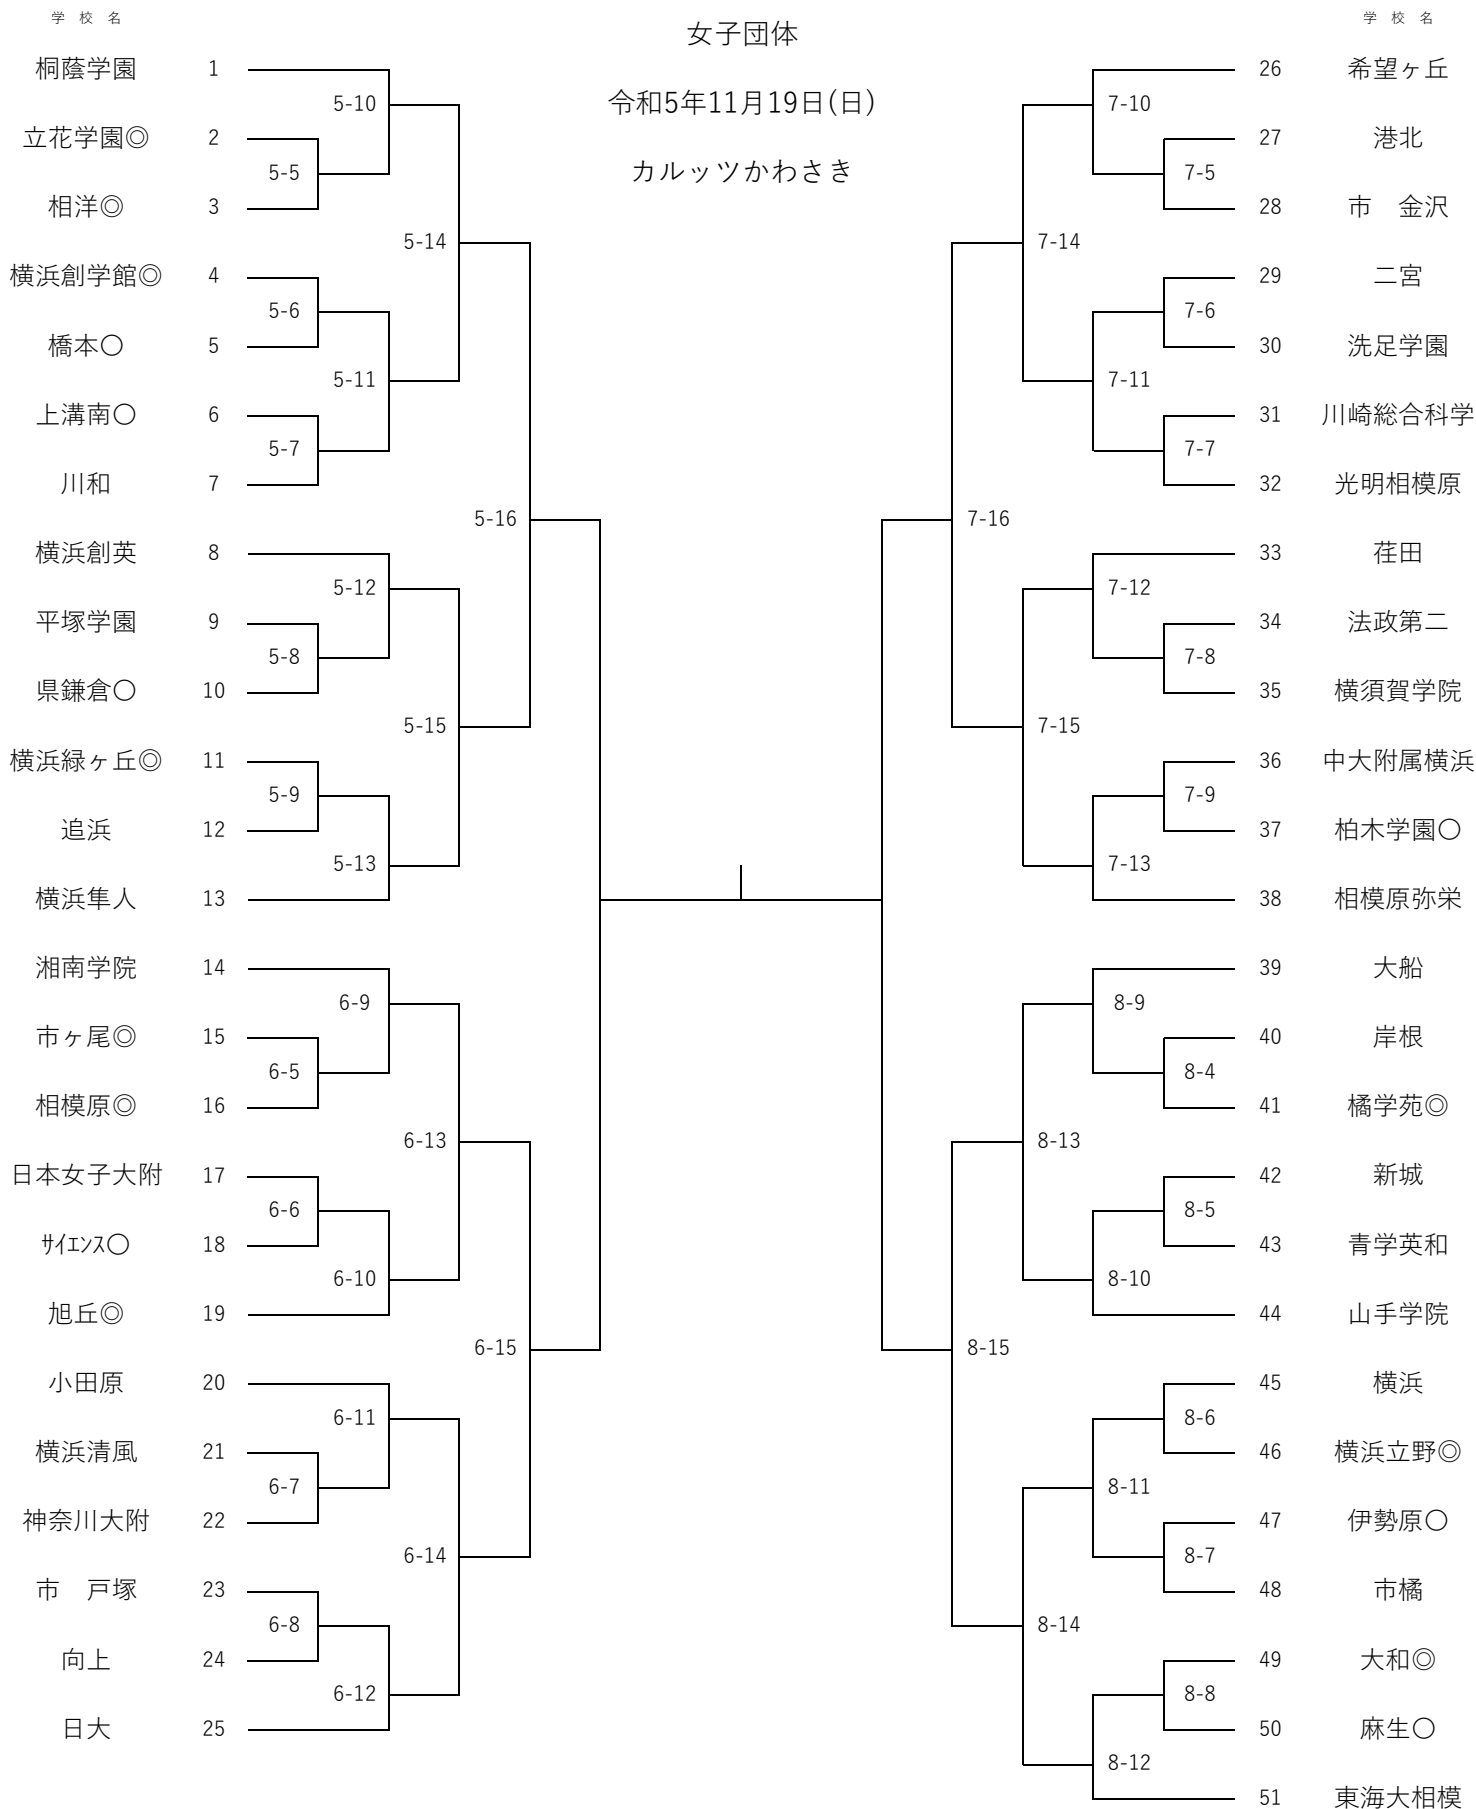 女子団体
令和5年11月19日(日)
カルッツかわさき
学 校 名
桐蔭学園 1
立花学園◎ 2
相洋◎ 3
横浜創学館◎ 4
橋本〇 5
上溝南〇 6
川和 7
横浜創英 8
平塚学園 9
県鎌倉〇 10
横浜緑ヶ丘◎ 11
追浜 12
横浜隼人 13
湘南学院 14
市ヶ尾◎ 15
相模原◎ 16
日本女子大附 17
ｻｲｴﾝｽ〇 18
旭丘◎ 19
小田原 20
横浜清風 21
神奈川大附 22
市　戸塚 23
向上 24
日大 25
5-5
5-6
5-7
5-8
5-9
6-5
6-6
6-7
6-8
5-10
5-11
5-12
5-13
6-9
6-10
6-11
6-12
5-14
5-15
6-13
6-14
5-16
6-15
7-16
8-15
7-14
7-15
8-13
8-14
7-10
7-11
7-12
7-13
8-9
8-10
8-11
8-12
7-5
7-6
7-7
7-8
7-9
8-4
8-5
8-6
8-7
8-8
学 校 名
26 希望ヶ丘
27 港北
28 市　金沢
29 二宮
30 洗足学園
31 川崎総合科学
32 光明相模原
33 荏田
34 法政第二
35 横須賀学院
36 中大附属横浜
37 柏木学園〇
38 相模原弥栄
39 大船
40 岸根
41 橘学苑◎
42 新城
43 青学英和
44 山手学院
45 横浜
46 横浜立野◎
47 伊勢原〇
48 市橘
49 大和◎
50 麻生〇
51 東海大相模